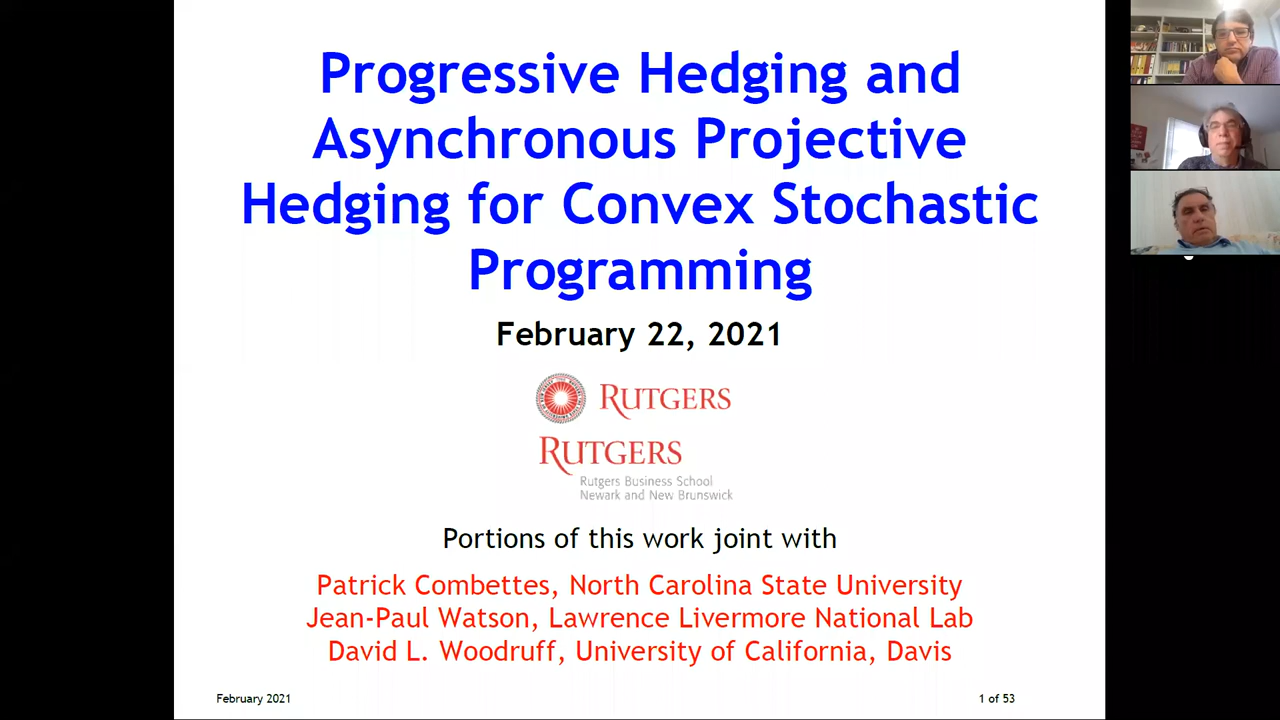 Progressive Hedging and
Asynchronous Projective
Hedging for Convex Stochastic
Programming
February 22, 2021
RUTGERS
RUTGERS
Rutgers Business School
Newark and New Brunswick
Portions of this work joint with
Patrick Combettes, North Carolina State University
Jean-Paul Watson, Lawrence Livermore National Lab
David L. Woodruff, University of California, Davis
February 2021
1 of 53